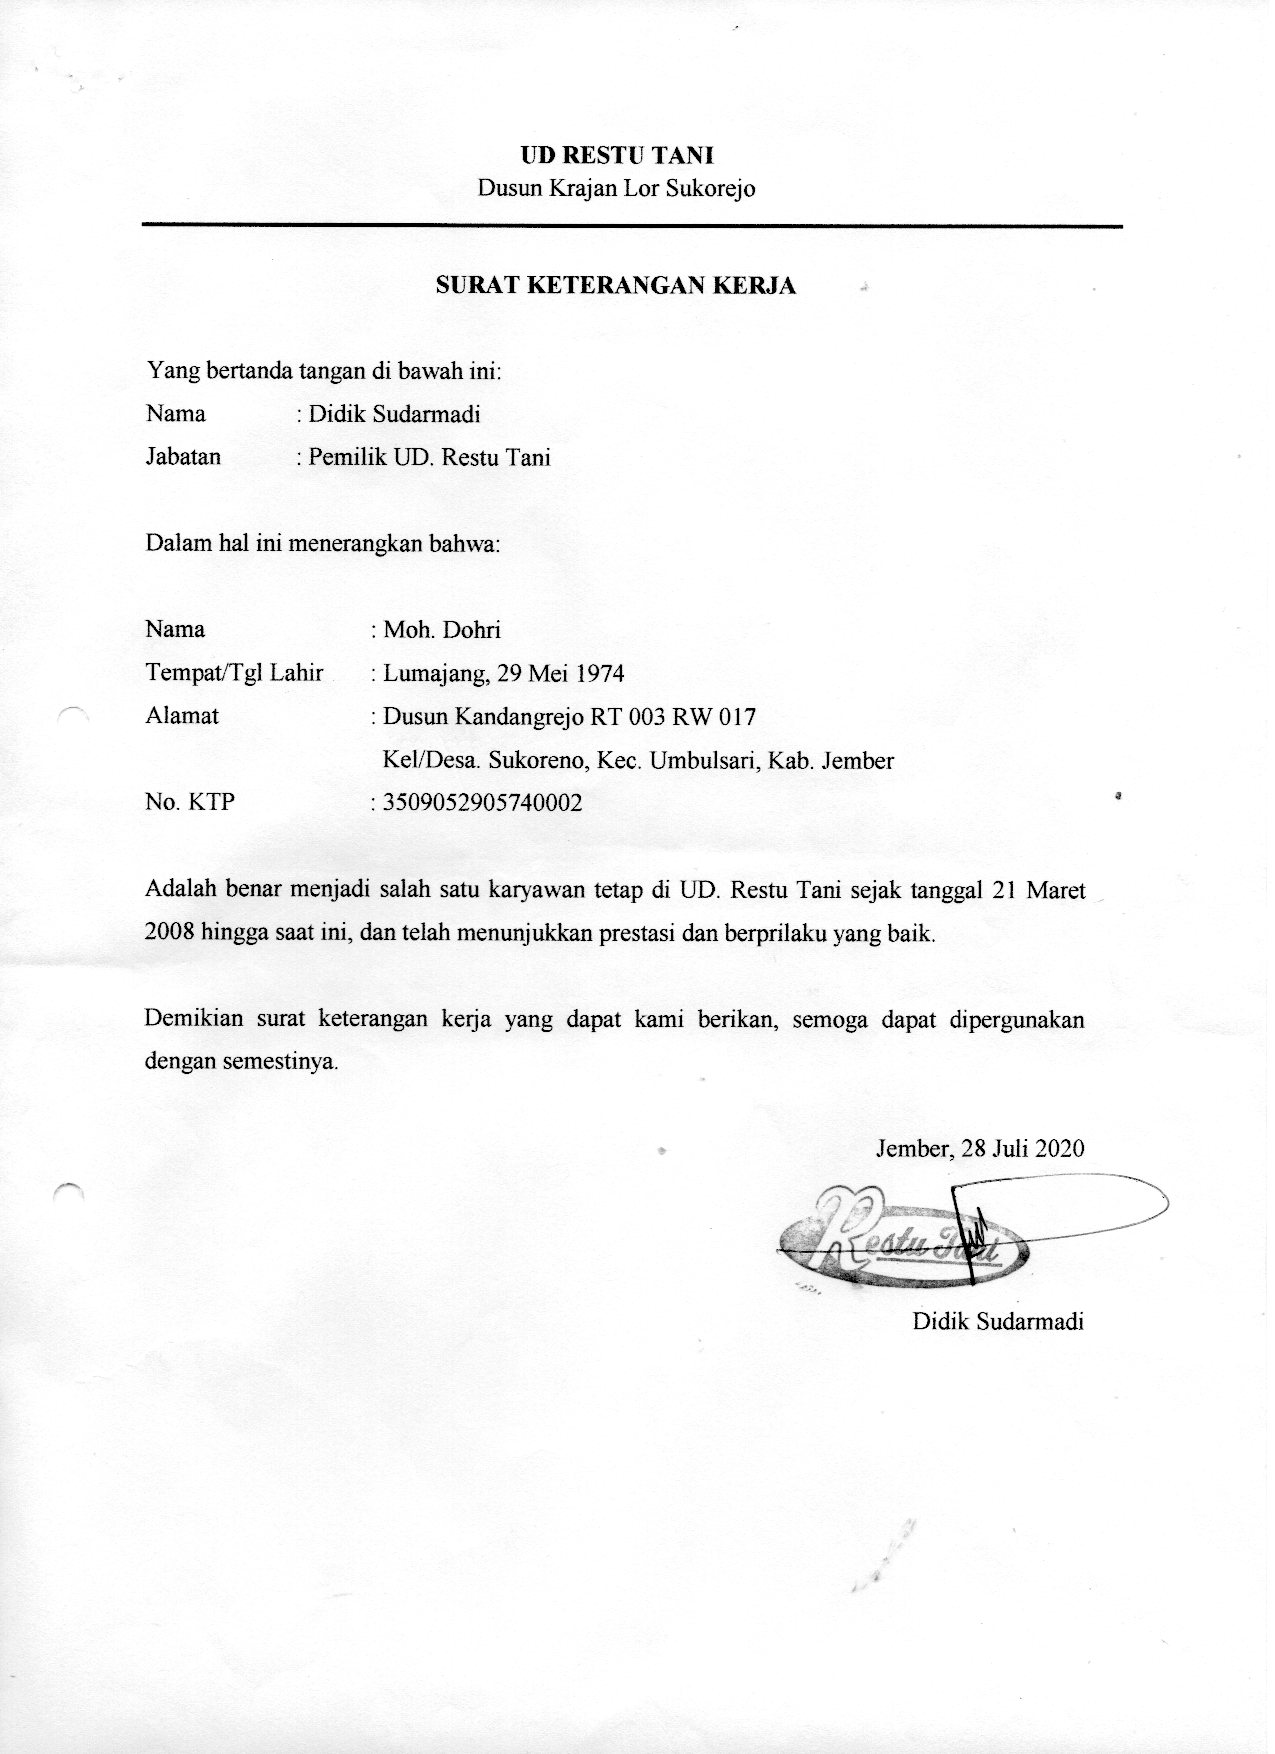 UD RESTU TANI
Dusun Krajan Lor Sukorejo
SURAT KETERANGAN KERJA
Yang bertanda tangan di bawah ini:
Nama : Didik Sudarmadi
Jabatan : Pemilik UD. Restu Tani
Dalam hal ini menerangkan bahwa:
Nama : Moh. Dohri
Tempat/Tgl Lahir : Lumajang, 29 Mei 1974
Alamat : Dusun Kandangrejo RT 003 RW 017
Kel/Desa. Sukoreno, Kec. Umbulsari, Kab. Jember
No. KTP : 3509052905740002
Adalah benar menjadi salah satu karyawan tetap di UD. Restu Tani sejak tanggal 21 Maret
2008 hingga saat ini, dan telah menunjukkan prestasi dan berprilaku yang baik.
Demikian surat keterangan kerja yang dapat kami berikan, semoga dapat dipergunakan
dengan semestinya.
Jember, 28 Juli 2020
Restu Tani
Didik Sudarmadi